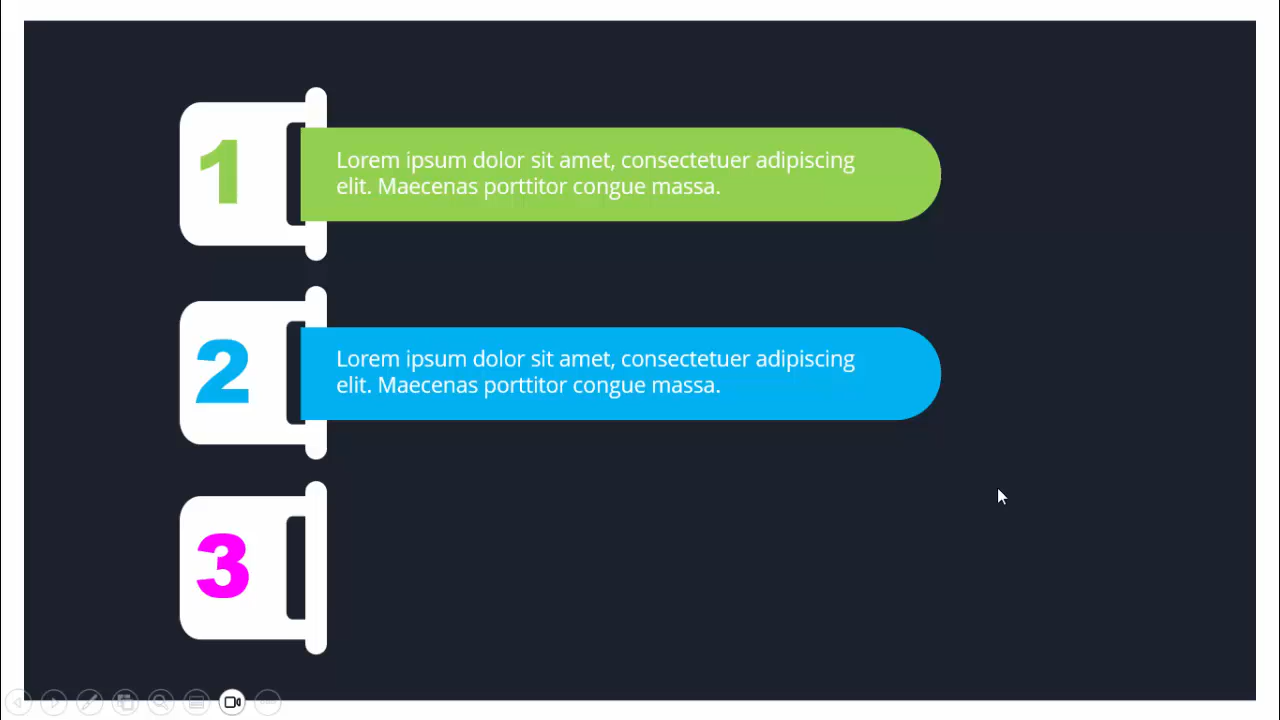 1
Lorem ipsum dolor sit amet, consectetuer adipiscing
elit. Maecenas porttitor congue massa.
2
Lorem ipsum dolor sit amet, consectetuer adipiscing
elit. Maecenas porttitor congue massa.
3